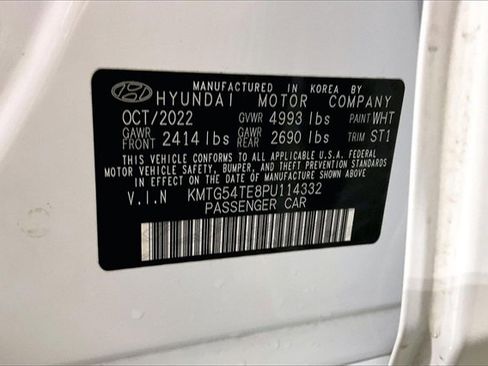 MANUFACTURED IN KOREA BY
HYUNDAI MOTOR COMPANY
OCT/2022 GVWR 4993 lbs PAINT WHT
GAWR FRONT 2414 lbs GAWR REAR 2690 lbs TRIM ST1
THIS VEHICLE CONFORMS TO ALL APPLICABLE U.S.A. FEDERAL
MOTOR VEHICLE SAFETY, BUMPER, AND THEFT PREVENTION STANDARDS
IN EFFECT ON THE DATE OF MANUFACTURE SHOWN ABOVE.
V.I.N KMTG54TE8PU114332
PASSENGER CAR